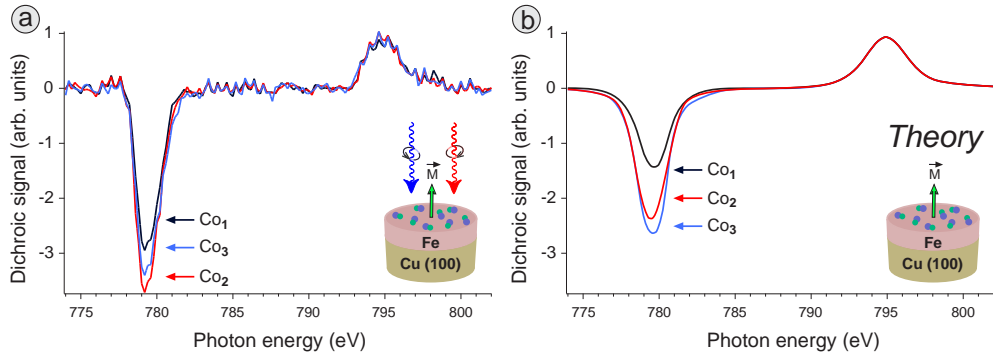 a
Dichroic signal (arb. units)
1
0
-1
-2
-3
Co1
Co3
Co2
M
Fe
Cu (100)
775
780
785
790
795
800
Photon energy (eV)
b
Dichroic signal (arb. units)
1
0
-1
-2
-3
Theory
Co1
Co2
Co3
M
Fe
Cu (100)
775
780
785
790
795
800
Photon energy (eV)